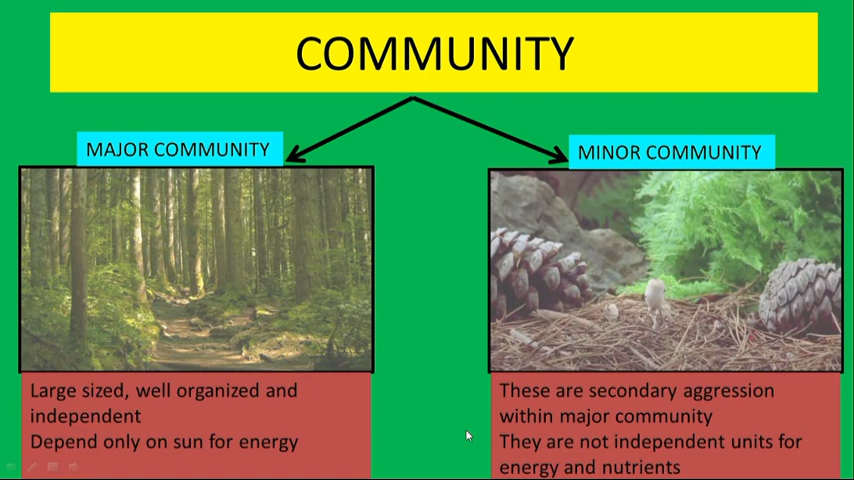 COMMUNITY
MAJOR COMMUNITY
MINOR COMMUNITY
Large sized, well organized and
independent
Depend only on sun for energy
These are secondary aggression
within major community
They are not independent units for
energy and nutrients